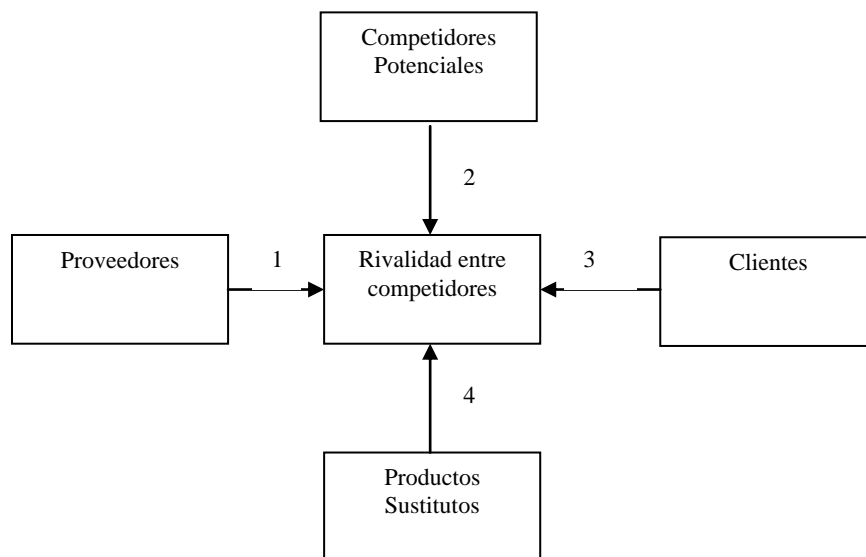 Competidores
Potenciales
2
Proveedores
1
Rivalidad entre
competidores
3
Clientes
4
Productos
Sustitutos